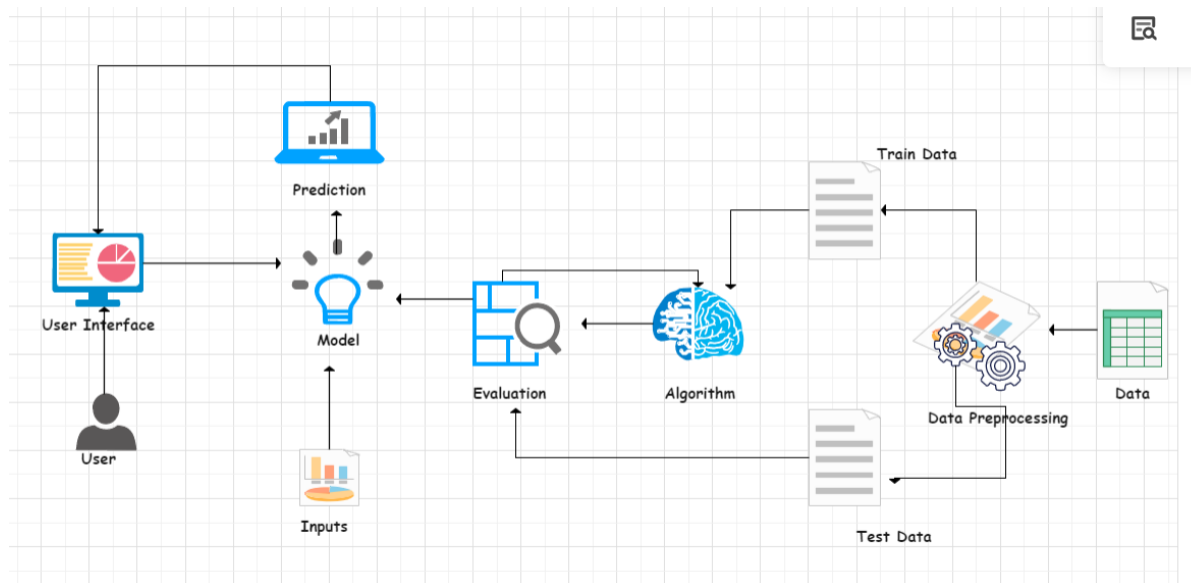 Train Data
Prediction
User Interface
Model
Evaluation
Algorithm
Data
Data Preprocessing
User
Inputs
Test Data